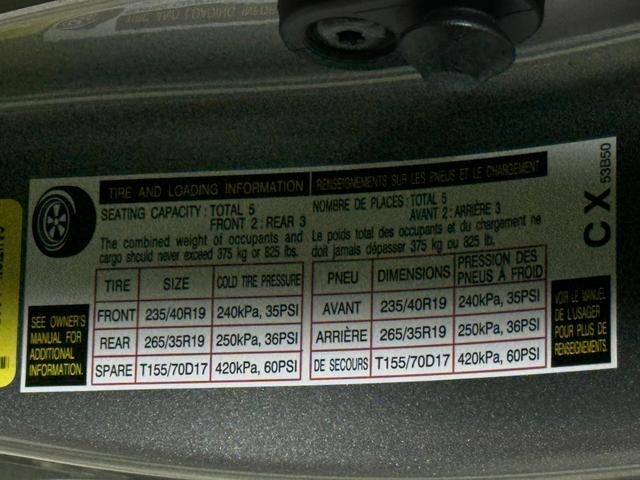 TIRE AND LOADING INFORMATION
SEATING CAPACITY : TOTAL 5
FRONT 2 : REAR 3
The combined weight of occupants and
cargo should never exceed 375 kg or 825 lbs.
TIRE SIZE COLD TIRE PRESSURE
FRONT 235/40R19 240kPa, 35PSI
REAR 265/35R19 250kPa, 36PSI
SPARE T155/70D17 420kPa, 60PSI
SEE OWNER'S
MANUAL FOR
ADDITIONAL
INFORMATION.
RENSEIGNEMENTS SUR LES PNEUS ET LE CHARGEMENT
NOMBRE DE PLACES : TOTAL 5
AVANT 2 : ARRIÈRE 3
Le poids total des occupants et du chargement ne
doit jamais dépasser 375 kg ou 825 lb.
PNEU DIMENSIONS PRESSION DES
PNEUS À FROID
AVANT 235/40R19 240kPa, 35PSI
ARRIÈRE 265/35R19 250kPa, 36PSI
DE SECOURS T155/70D17 420kPa, 60PSI
VOIR LE MANUEL
DE L'USAGER
POUR PLUS DE
RENSEIGNEMENTS.
CX
53B50